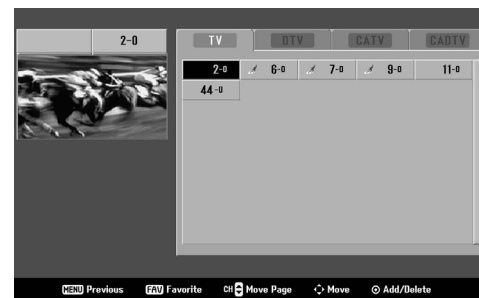 2-0
TV DTV CATV CADTV
2-0 6-0 7-0 9-0 11-0
44-0
MENU Previous FAV Favorite CH Move Page Move Add/Delete